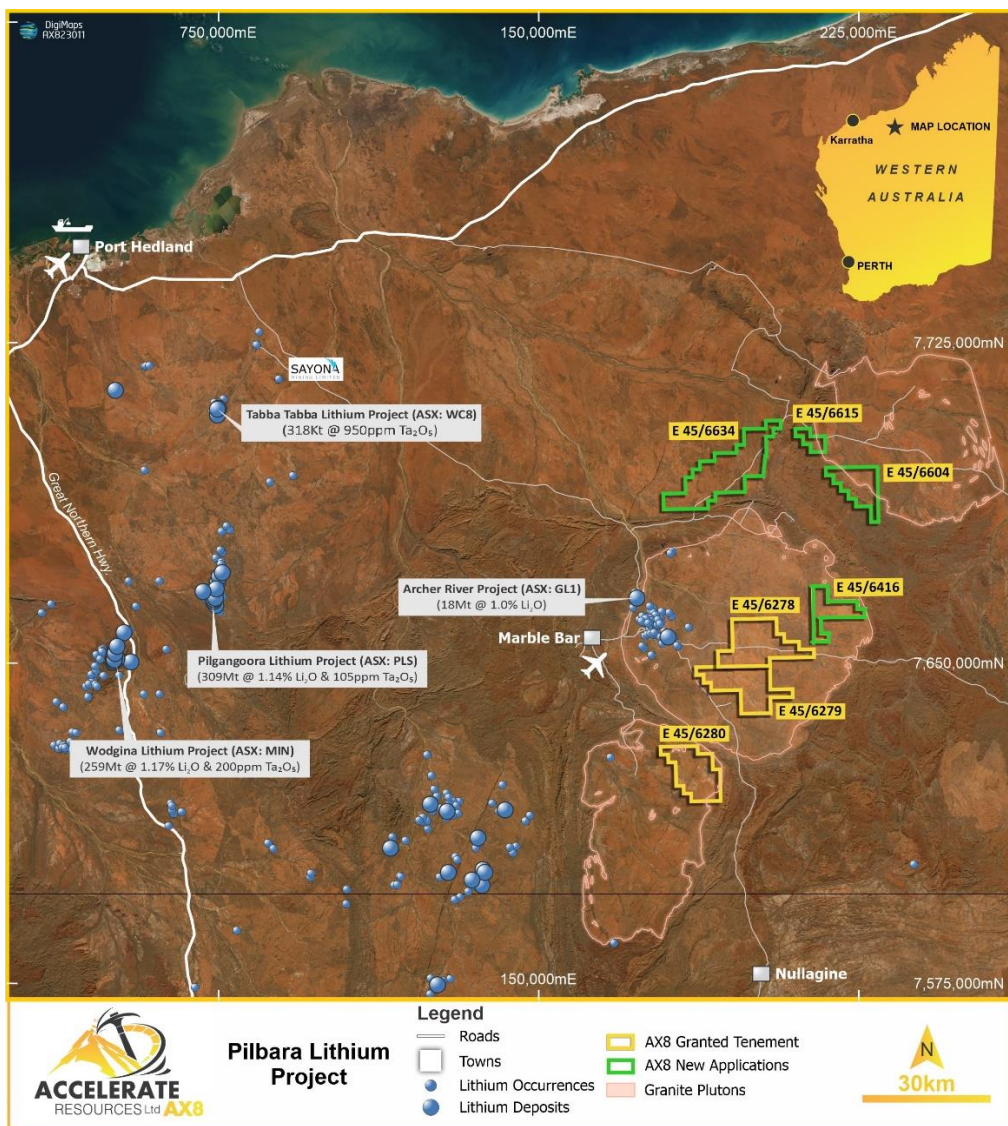 DigiMaps
AX823011
750,000mE
150,000mE
225,000mE
Karratha
MAP LOCATION
WESTERN
AUSTRALIA
PERTH
Port Hedland
7,725,000mN
SAYONA
Tabba Tabba Lithium Project (ASX: WC8)
(318Kt @ 950ppm Ta₂O₅)
E 45/6634
E 45/6615
E 45/6604
Great Northern Hwy
Archer River Project (ASX: GL1)
(18Mt @ 1.0% Li₂O)
E 45/6416
E 45/6278
Marble Bar
Pilgangoora Lithium Project (ASX: PLS)
(309Mt @ 1.14% Li₂O & 105ppm Ta₂O₅)
7,650,000mN
E 45/6279
E 45/6280
Wodgina Lithium Project (ASX: MIN)
(259Mt @ 1.17% Li₂O & 200ppm Ta₂O₅)
150,000mE
Nullagine
7,575,000mN
ACCELERATE
RESOURCES Ltd AX8
Pilbara Lithium
Project
Legend
Roads
Towns
Lithium Occurrences
Lithium Deposits
AX8 Granted Tenement
AX8 New Applications
Granite Plutons
N
30km